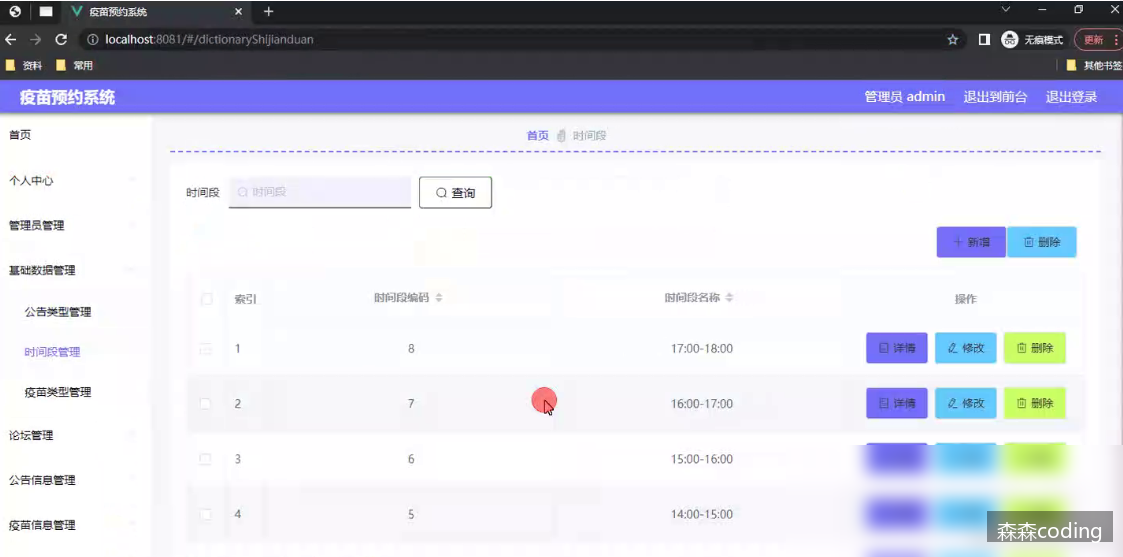 疫苗预约系统
localhost:8081/#/dictionaryShijianduan
无痕模式
更新
资料
常用
其他书签
疫苗预约系统
管理员 admin
退出到前台
退出登录
首页
个人中心
管理员管理
基础数据管理
公告类型管理
时间段管理
疫苗类型管理
论坛管理
公告信息管理
疫苗信息管理
首页 时间段
时间段 时间段 查询
新增 删除
索引 时间段编码 时间段名称 操作
1 8 17:00-18:00 详情 修改 删除
2 7 16:00-17:00 详情 修改 删除
3 6 15:00-16:00
4 5 14:00-15:00
森森coding